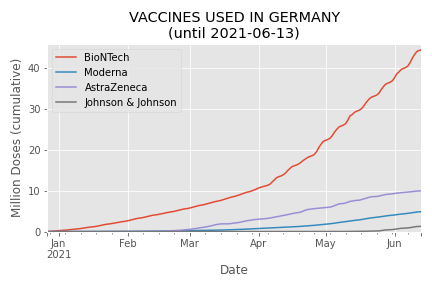 VACCINES USED IN GERMANY
(until 2021-06-13)
Million Doses (cumulative)
40
30
20
10
0
BioNTech
Moderna
AstraZeneca
Johnson & Johnson
Jan
2021
Feb
Mar
Apr
May
Jun
Date